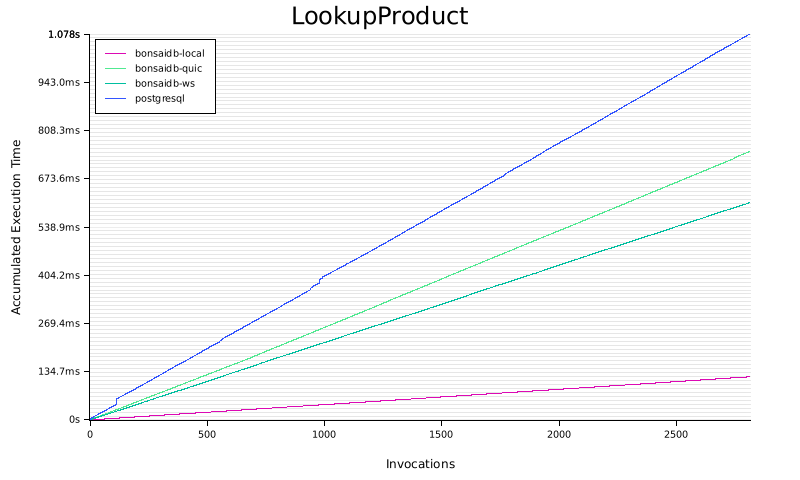 LookupProduct
1.078s
943.0ms
808.3ms
673.6ms
538.9ms
404.2ms
269.4ms
134.7ms
0s
Accumulated Execution Time
bonsaidb-local
bonsaidb-quic
bonsaidb-ws
postgresql
0
500
1000
1500
2000
2500
Invocations